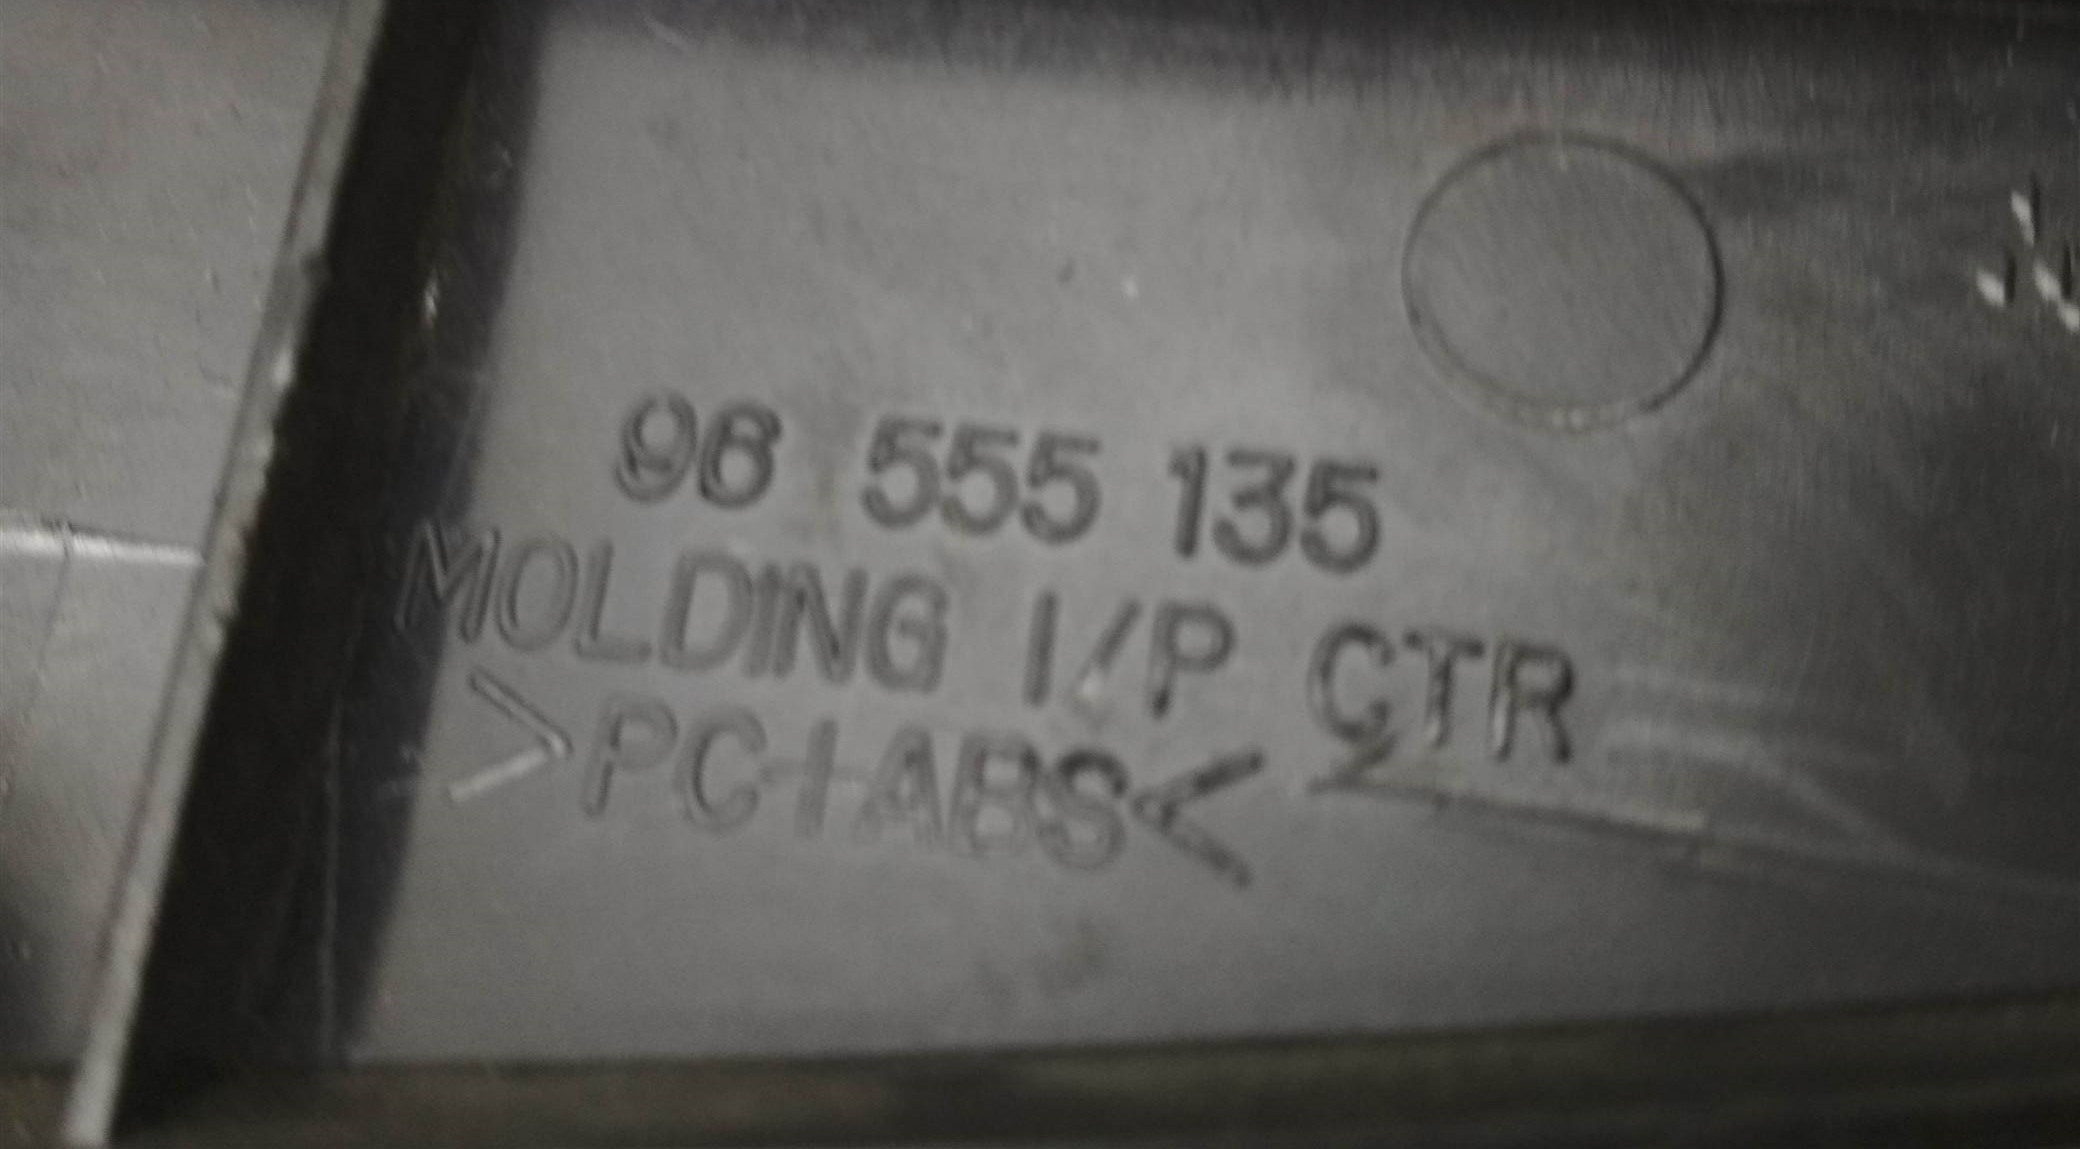 96 555 135
MOLDING I/P CTR
>PC+ABS<